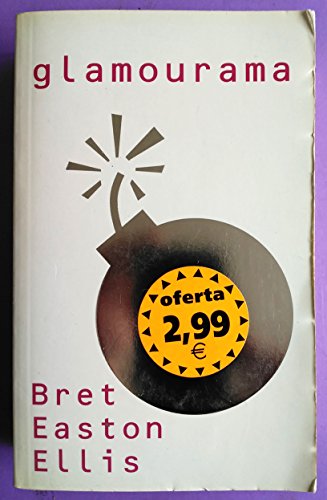 glamourama
oferta
2,99
€
Bret
Easton
Ellis